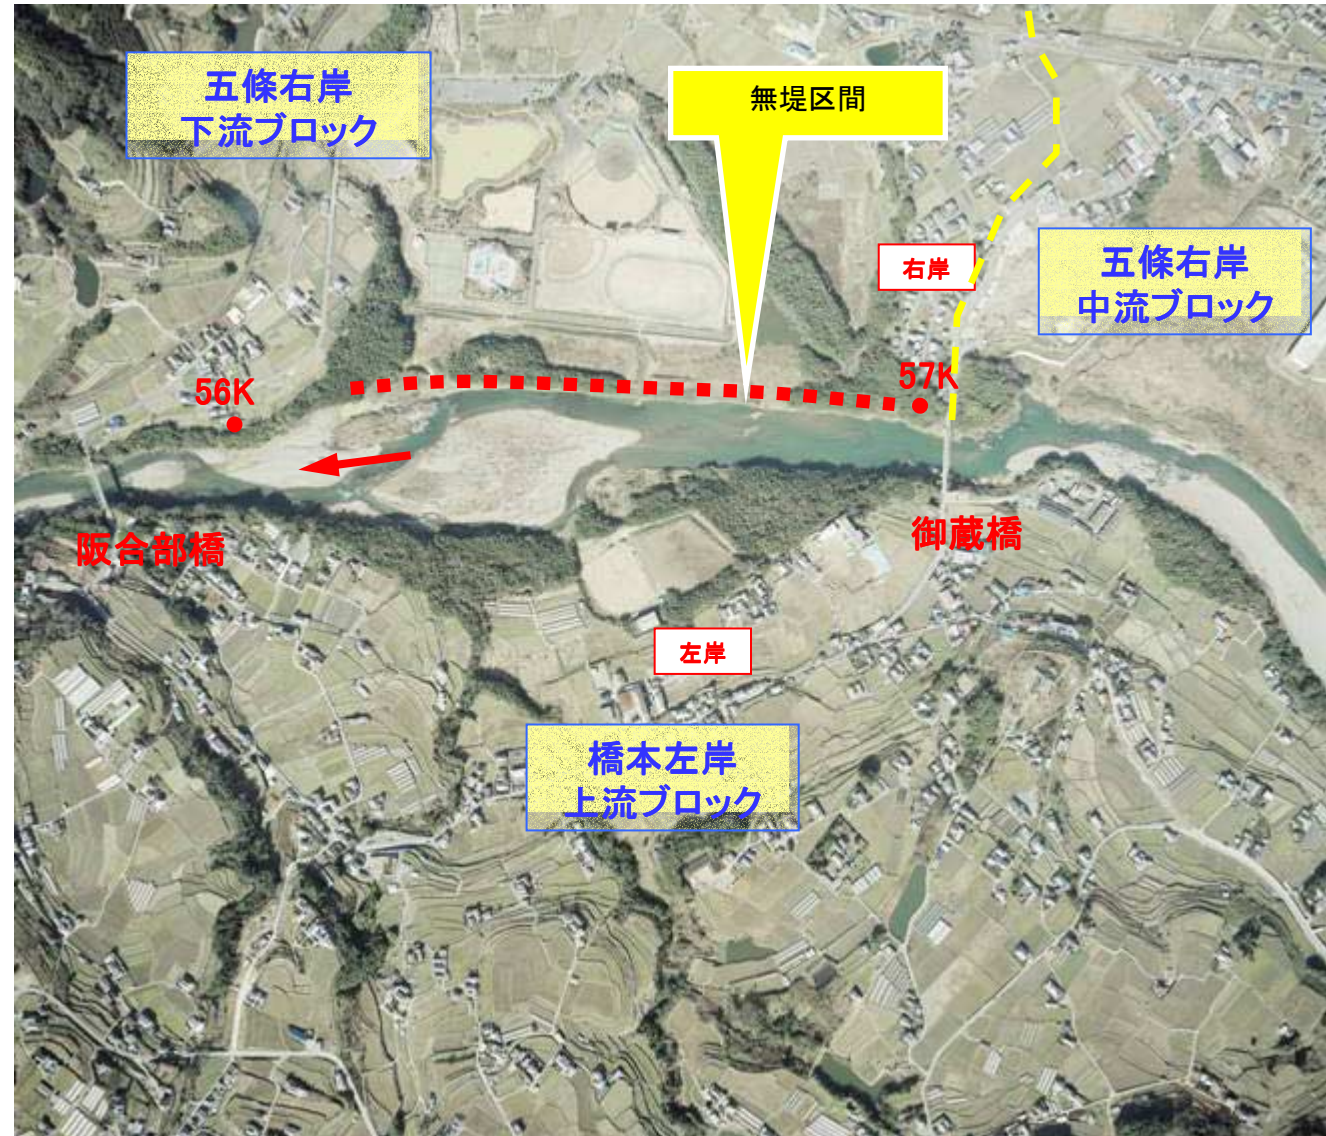 五條右岸
下流ブロック
無堤区間
右岸
五條右岸
中流ブロック
56K
57K
阪合部橋
御蔵橋
左岸
橋本左岸
上流ブロック